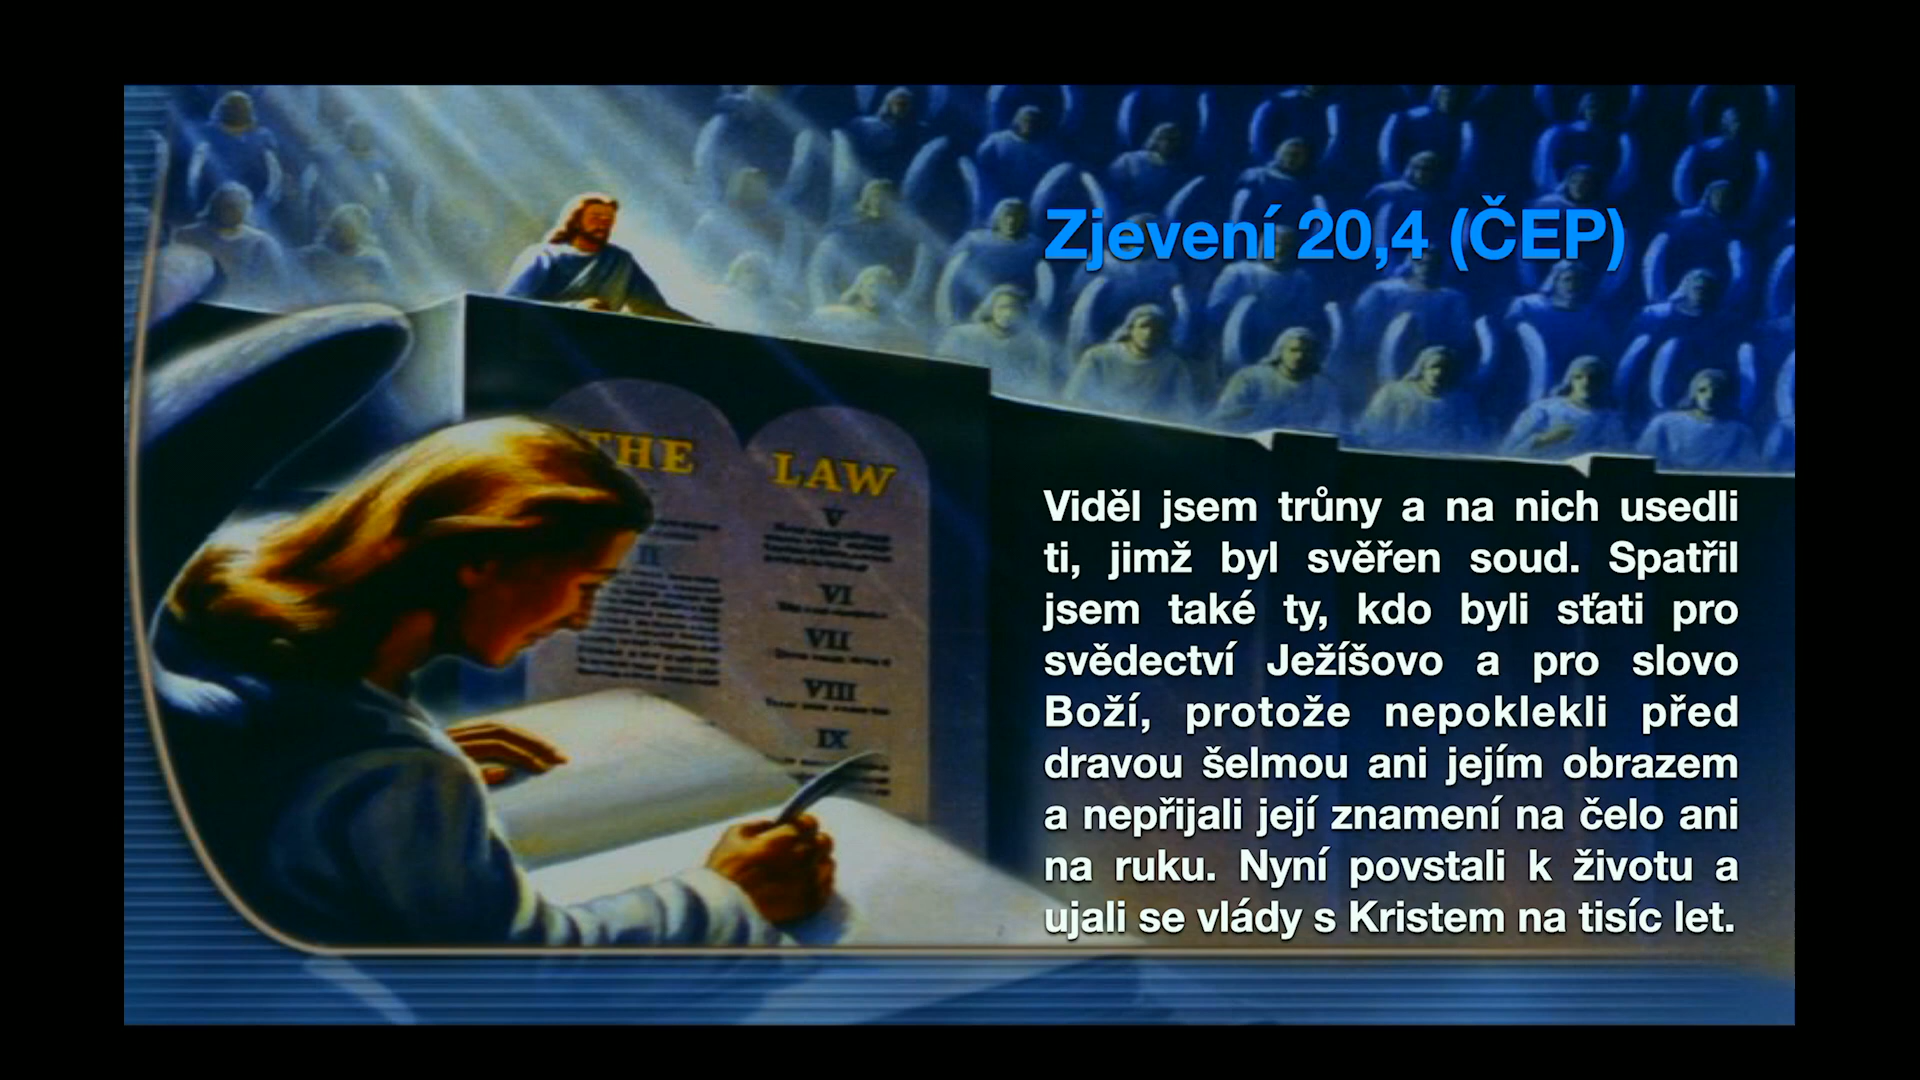 Zjevení 20,4 (ČEP)
THE LAW
II
V
VI
VII
VIII
IX
Viděl jsem trůny a na nich usedli
ti, jimž byl svěřen soud. Spatřil
jsem také ty, kdo byli sťati pro
svědectví Ježíšovo a pro slovo
Boží, protože nepoklekli před
dravou šelmou ani jejím obrazem
a nepřijali její znamení na čelo ani
na ruku. Nyní povstali k životu a
ujali se vlády s Kristem na tisíc let.